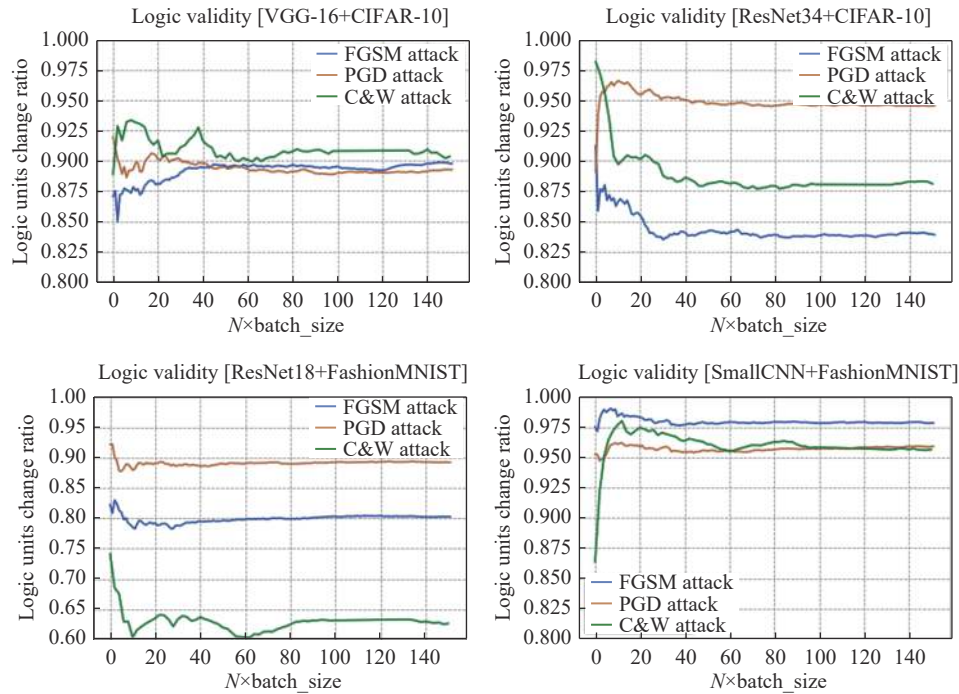 Logic validity [VGG-16+CIFAR-10]
1.000
0.975
0.950
0.925
0.900
0.875
0.850
0.825
0.800
Logic units change ratio
FGSM attack
PGD attack
C&W attack
0 20 40 60 80 100 120 140
N×batch_size
Logic validity [ResNet34+CIFAR-10]
1.000
0.975
0.950
0.925
0.900
0.875
0.850
0.825
0.800
Logic units change ratio
FGSM attack
PGD attack
C&W attack
0 20 40 60 80 100 120 140
N×batch_size
Logic validity [ResNet18+FashionMNIST]
1.00
0.95
0.90
0.85
0.80
0.75
0.70
0.65
0.60
Logic units change ratio
FGSM attack
PGD attack
C&W attack
0 20 40 60 80 100 120 140
N×batch_size
Logic validity [SmallCNN+FashionMNIST]
1.000
0.975
0.950
0.925
0.900
0.875
0.850
0.825
0.800
Logic units change ratio
FGSM attack
PGD attack
C&W attack
0 20 40 60 80 100 120 140
N×batch_size